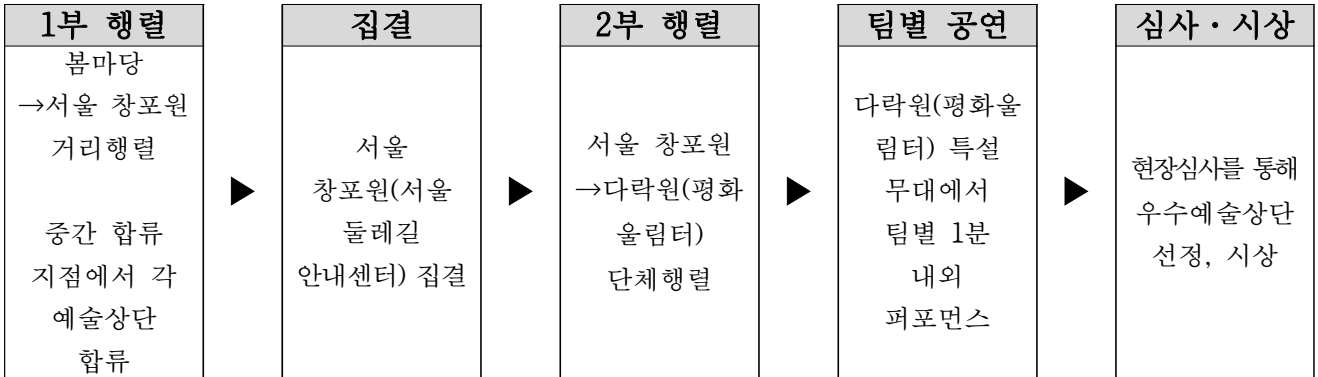 1부 행렬
봄마당
→서울 창포원
거리행렬
중간 합류
지점에서 각
예술상단
합류
▶
집결
서울
창포원(서울
둘레길
안내센터) 집결
▶
2부 행렬
서울 창포원
→다락원(평화
울림터)
단체행렬
▶
팀별 공연
다락원(평화울
림터) 특설
무대에서
팀별 1분
내외
퍼포먼스
▶
심사・시상
현장심사를 통해
우수예술상단
선정, 시상